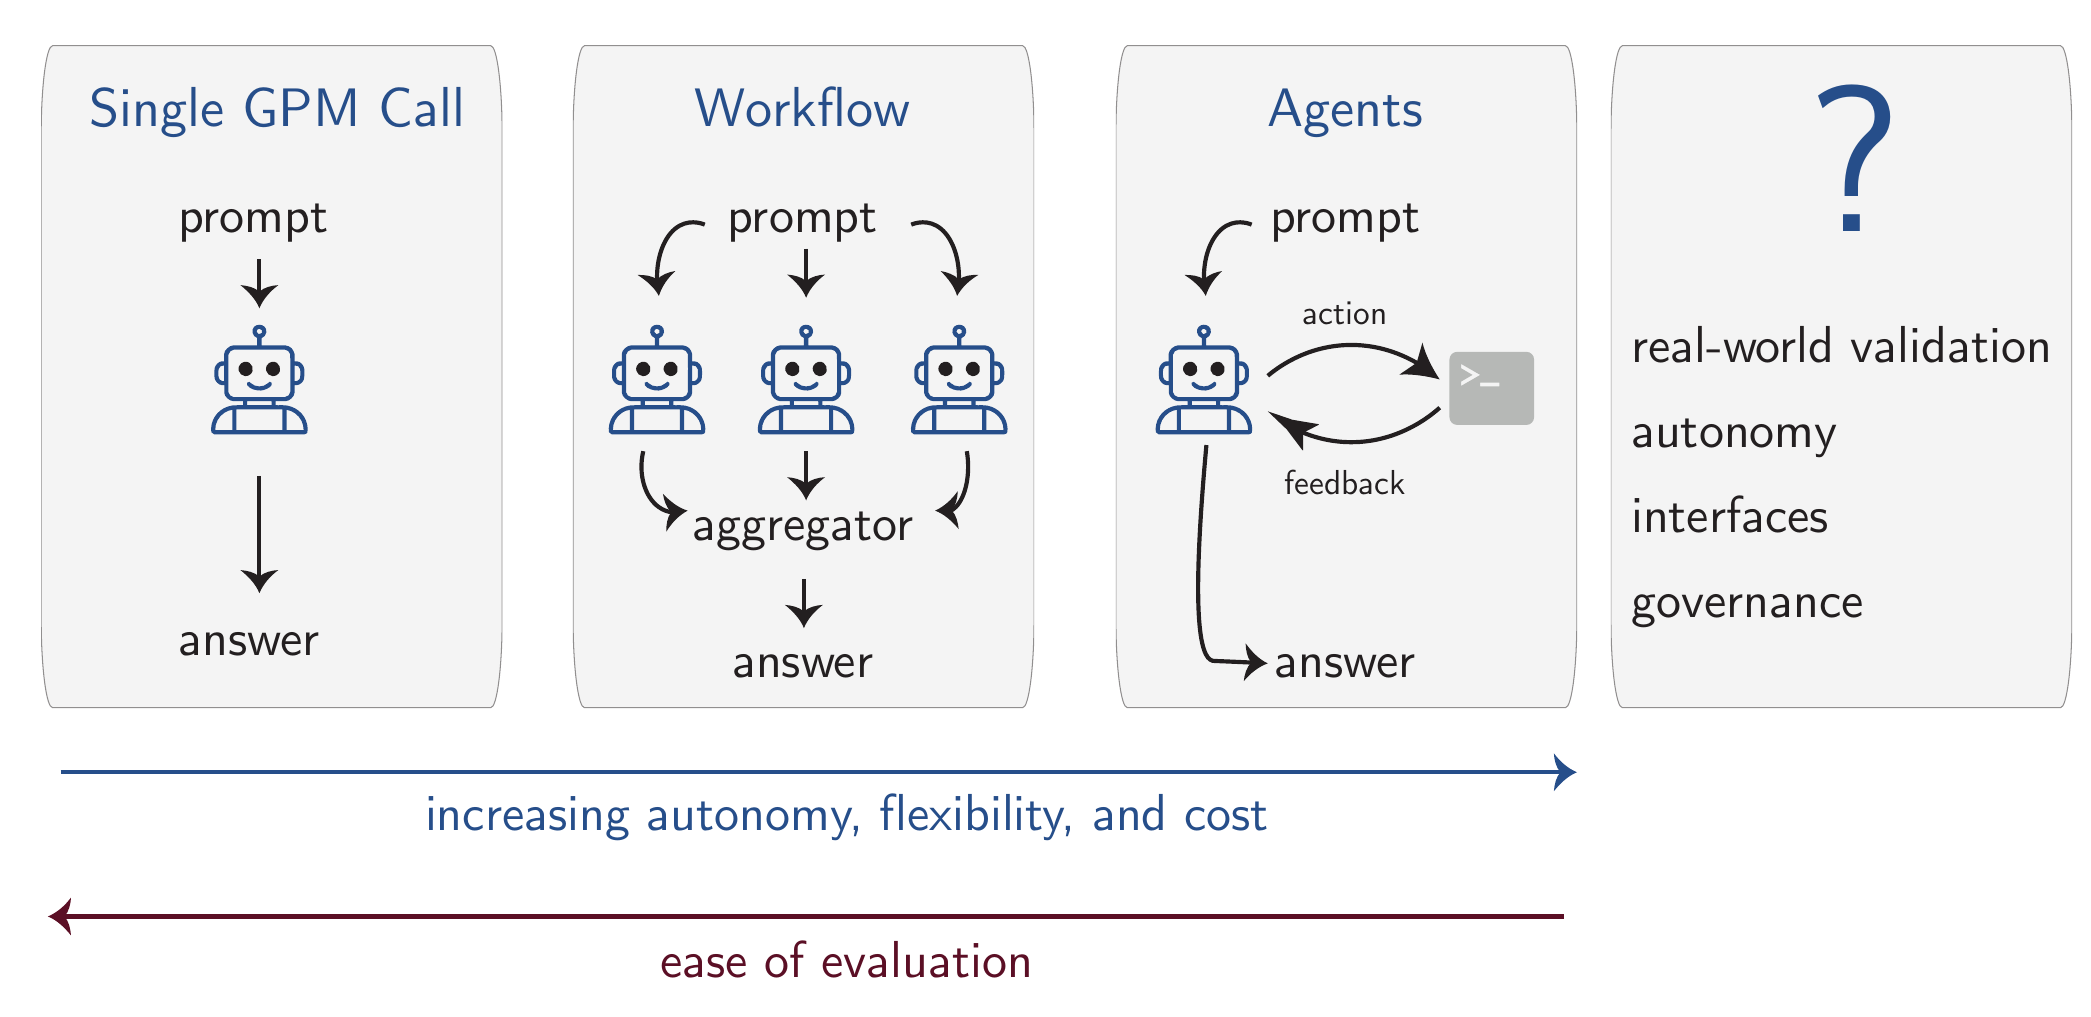 Single GPM Call
prompt
answer
Workflow
prompt
aggregator
answer
Agents
prompt
action
>_
feedback
answer
?
real-world validation
autonomy
interfaces
governance
increasing autonomy, flexibility, and cost
ease of evaluation